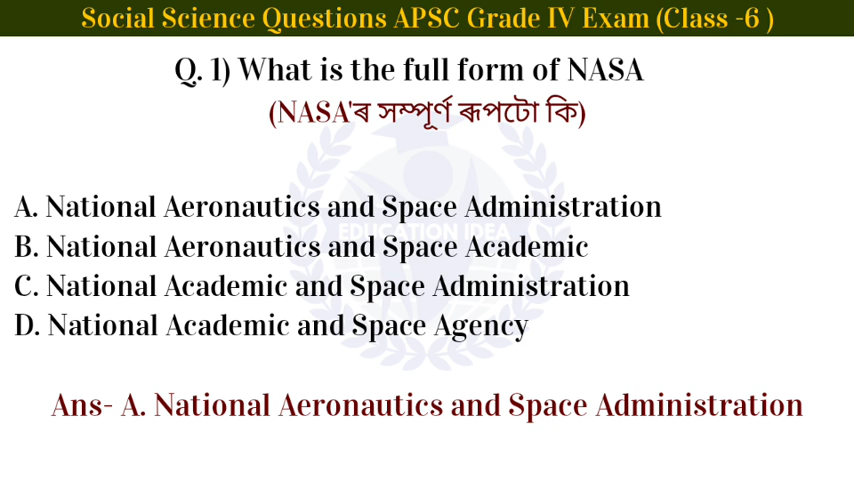 Social Science Questions APSC Grade IV Exam (Class -6 )
Q. 1) What is the full form of NASA
(NASA'ৰ সম্পূৰ্ণ ৰূপটো কি)
A. National Aeronautics and Space Administration
EDUCATION IDEA
B. National Aeronautics and Space Academic
C. National Academic and Space Administration
D. National Academic and Space Agency
Ans- A. National Aeronautics and Space Administration